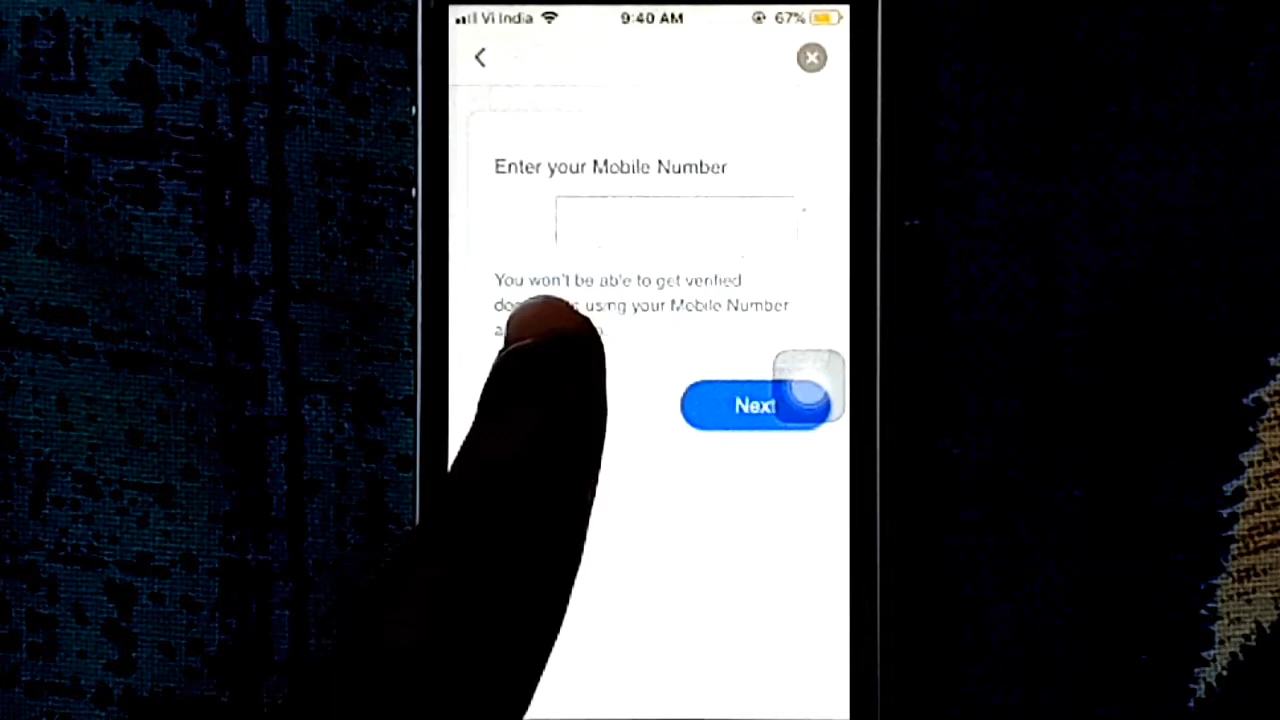 Vi India
9:40 AM
67%
Enter your Mobile Number
You won't be able to get verified
using your Mobile Number
Next